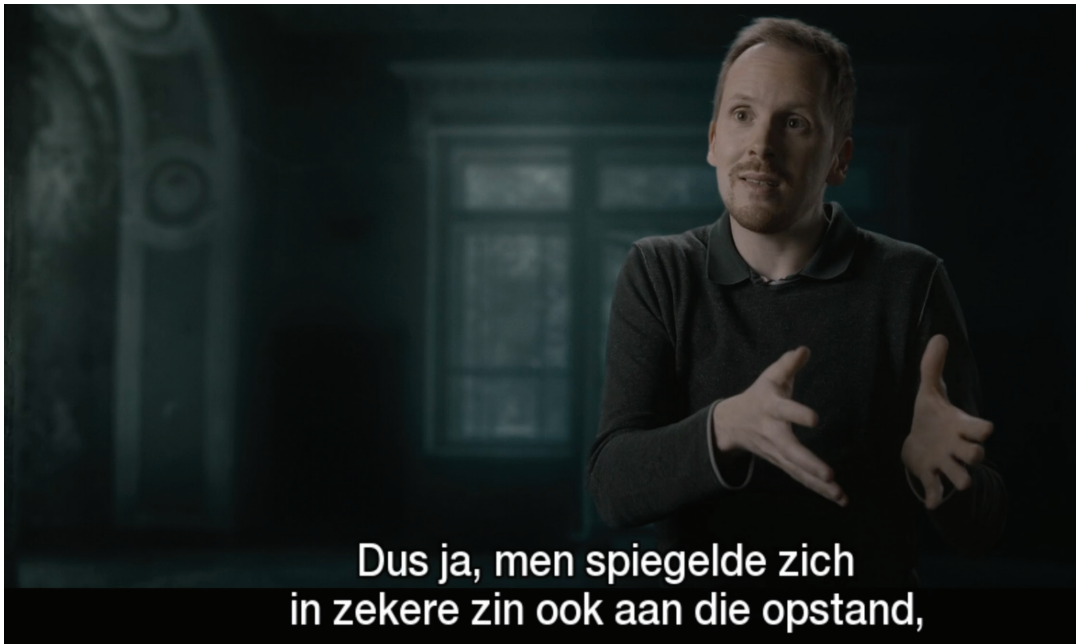 Dus ja, men spiegelde zich
in zekere zin ook aan die opstand,